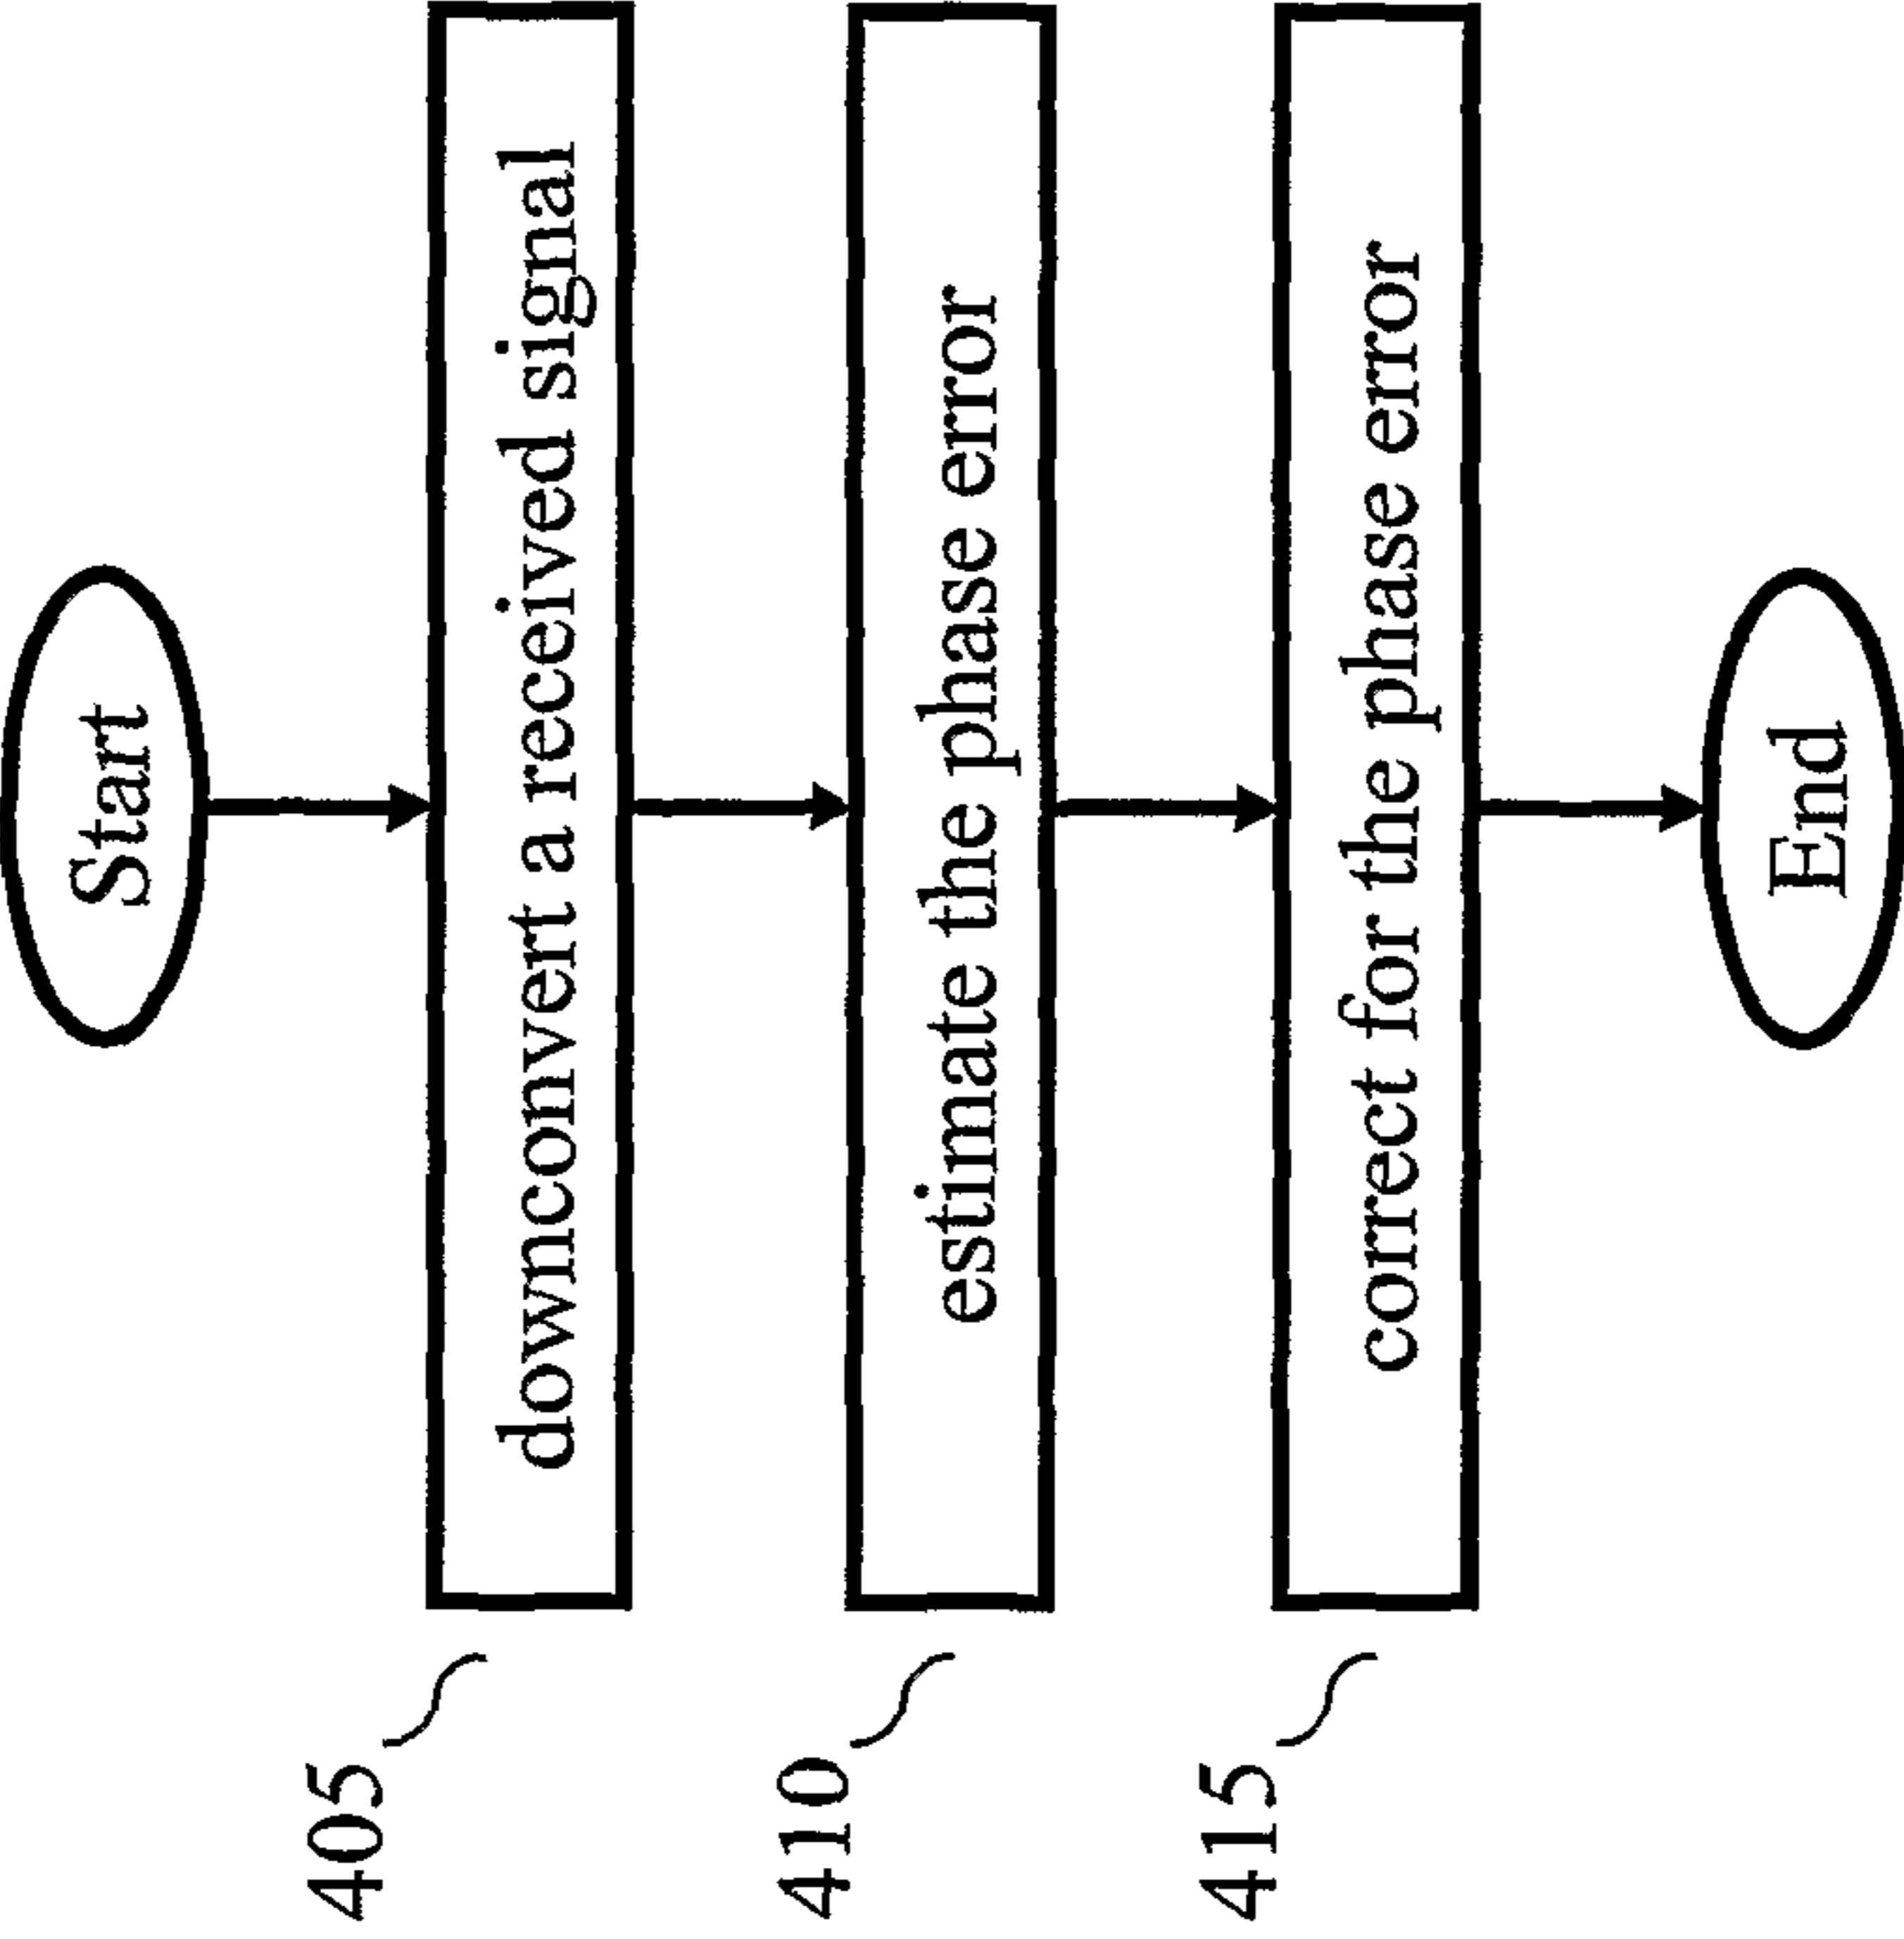 Start
405
downconvert a received signal
410
estimate the phase error
415
correct for the phase error
End